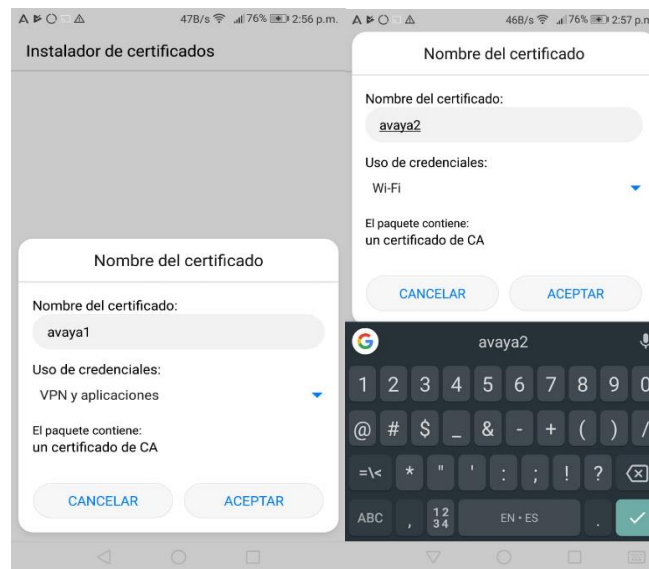 47B/s 76% 2:56 p.m.
Instalador de certificados
Nombre del certificado
Nombre del certificado:
avaya1
Uso de credenciales:
VPN y aplicaciones
El paquete contiene:
un certificado de CA
CANCELAR ACEPTAR
46B/s 76% 2:57 p.m
Nombre del certificado
Nombre del certificado:
avaya2
Uso de credenciales:
Wi-Fi
El paquete contiene:
un certificado de CA
CANCELAR ACEPTAR
G avaya2
1 2 3 4 5 6 7 8 9 0
@ # $ _ & - + ( ) /
=\< * " ' : ; ! ?
ABC , 12 34 EN • ES .